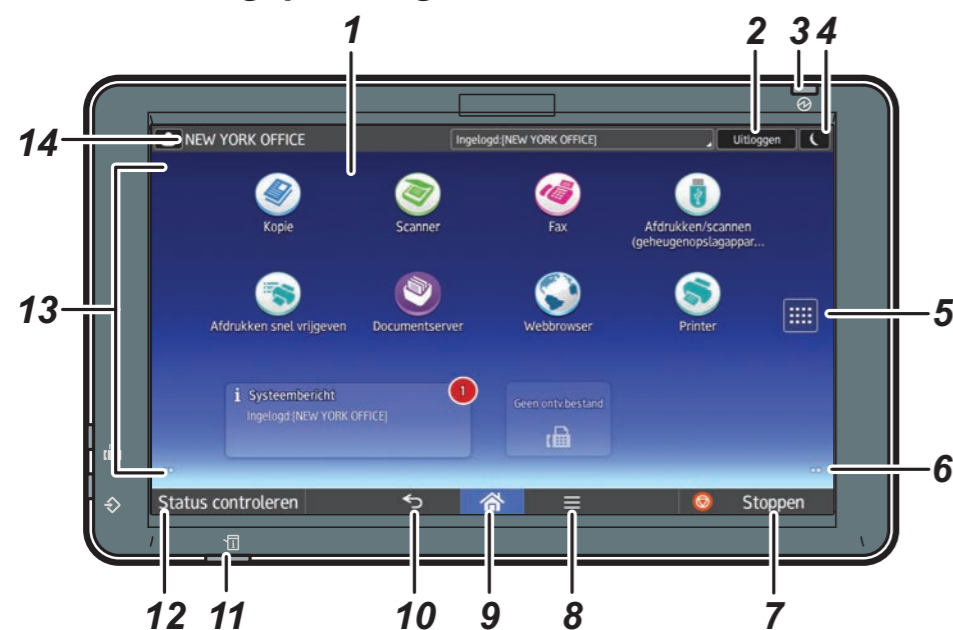 1
2
3
4
14
NEW YORK OFFICE
Ingelogd:[NEW YORK OFFICE]
Uitloggen
Kopie
Scanner
Fax
Afdrukken/scannen
(geheugenopslagappar...
13
5
Afdrukken snel vrijgeven
Documentserver
Webbrowser
Printer
i Systeembericht
1
Ingelogd:[NEW YORK OFFICE]
Geen ontv.bestand
6
Status controleren
Stoppen
12
11
10
9
8
7